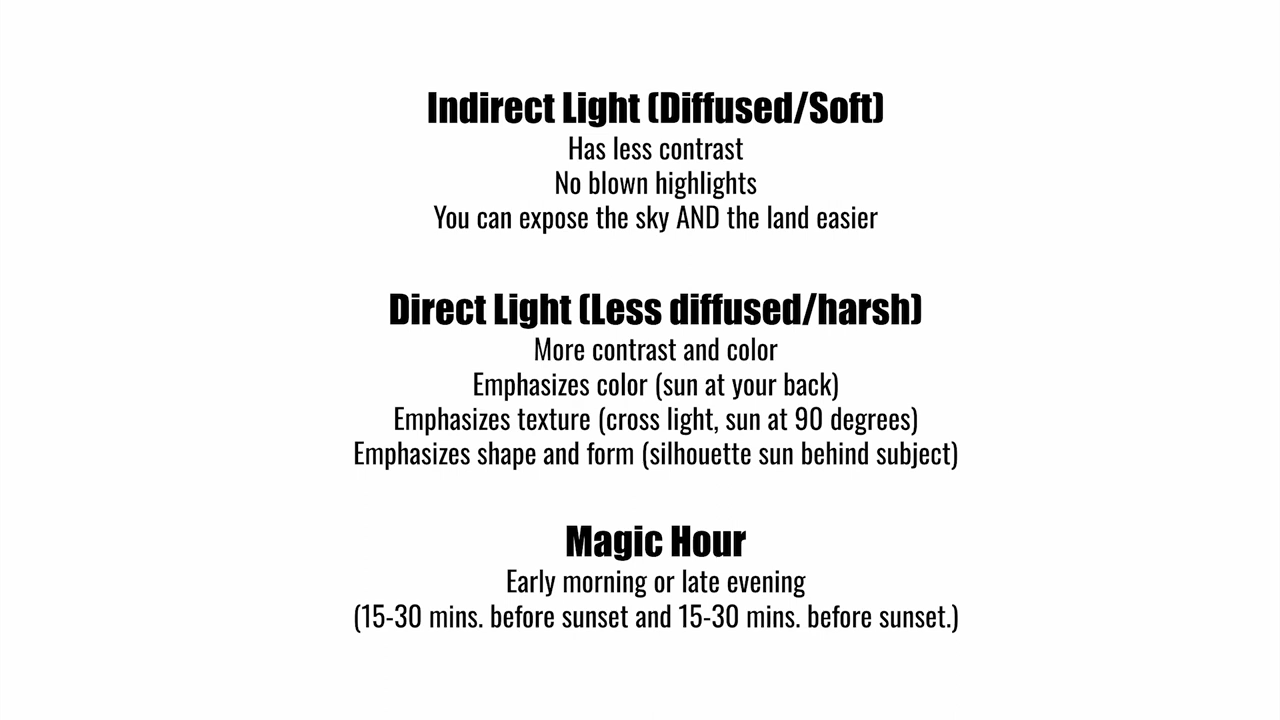 Indirect Light (Diffused/Soft)
Has less contrast
No blown highlights
You can expose the sky AND the land easier
Direct Light (Less diffused/harsh)
More contrast and color
Emphasizes color (sun at your back)
Emphasizes texture (cross light, sun at 90 degrees)
Emphasizes shape and form (silhouette sun behind subject)
Magic Hour
Early morning or late evening
(15-30 mins. before sunset and 15-30 mins. before sunset.)